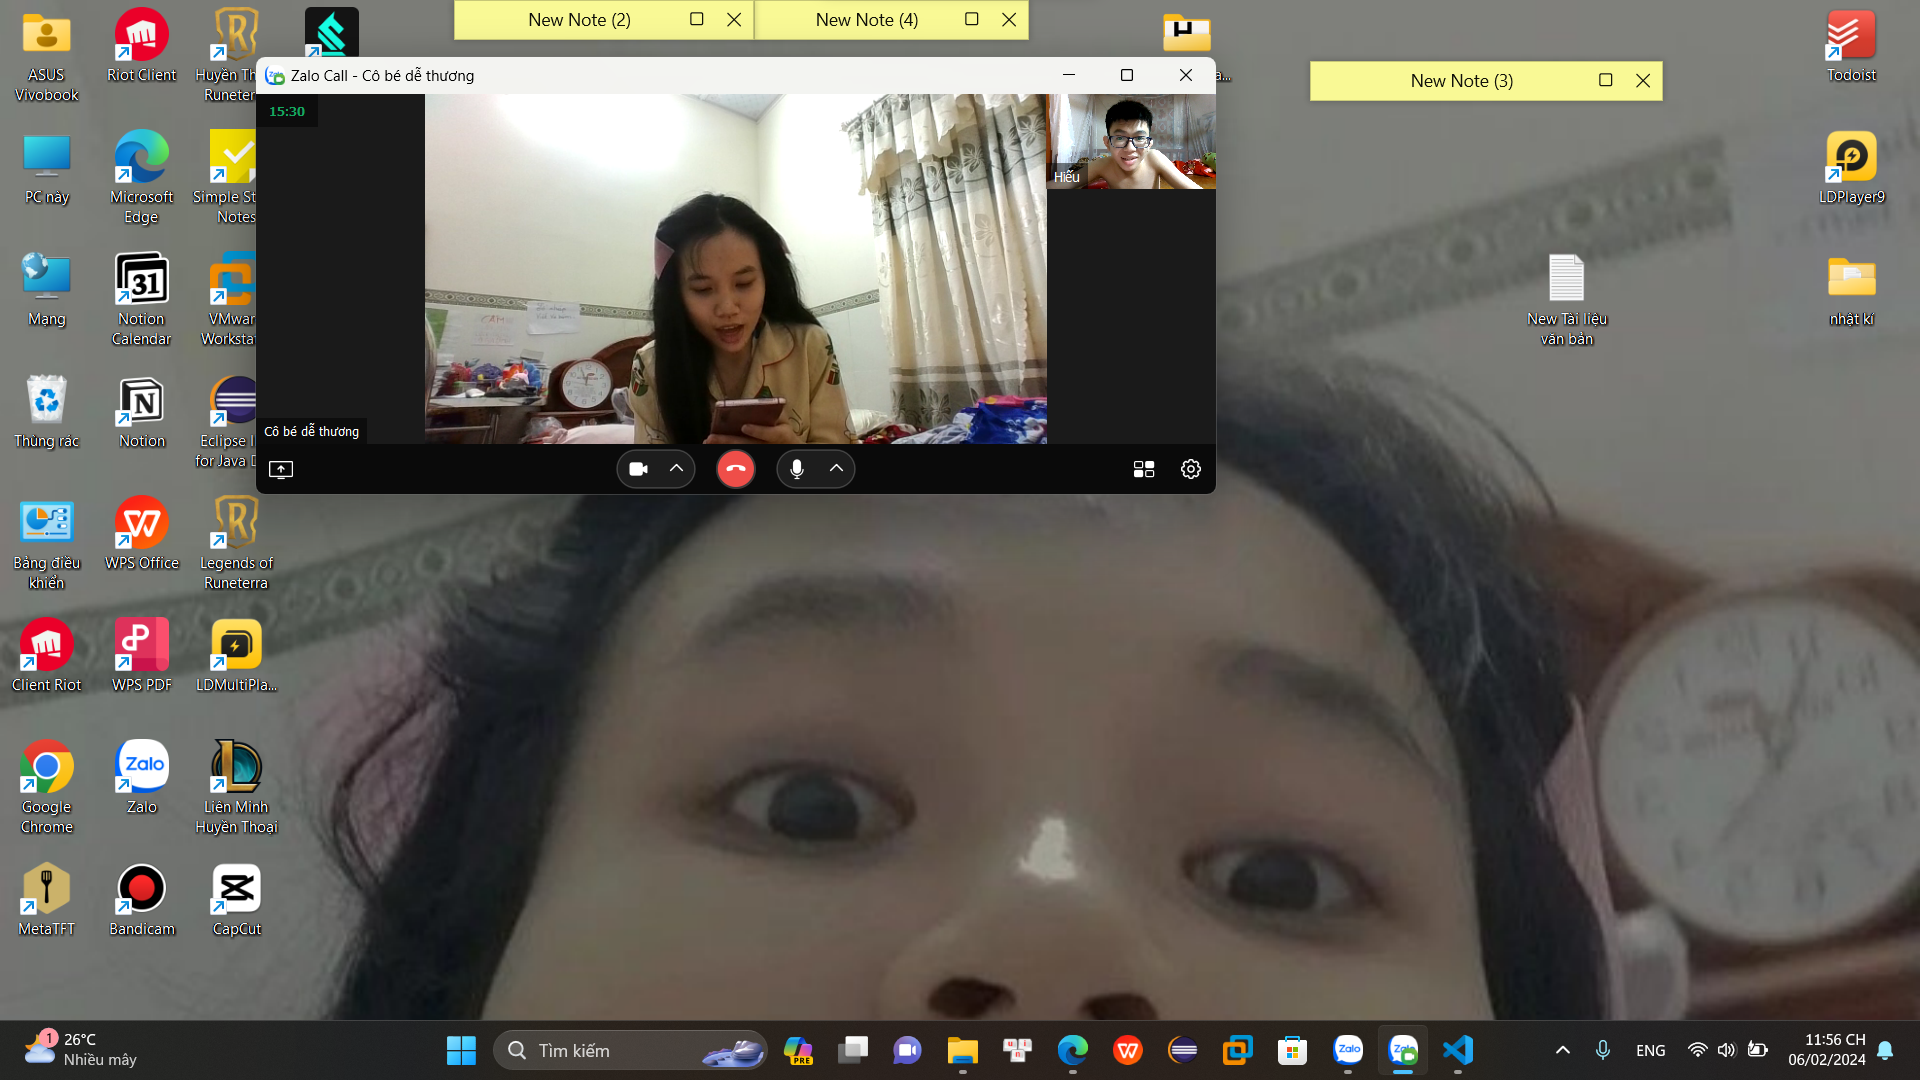 New Note (2)
New Note (4)
Zalo Call - Cô bé dễ thương
15:30
Hiếu
Cô bé dễ thương
New Note (3)
ASUS
Vivobook
Riot Client
Huyền Th
Runeter
PC này
Microsoft
Edge
Simple St
Notes
Mạng
31
Notion
Calendar
VMwar
Workstat
Thùng rác
Notion
Eclipse I
for Java D
Bảng điều
khiển
WPS Office
Legends of
Runeterra
Client Riot
WPS PDF
LDMultiPla...
Google
Chrome
Zalo
Zalo
Liên Minh
Huyền Thoại
MetaTFT
Bandicam
CapCut
a...
Todoist
LDPlayer9
New Tài liệu
văn bản
nhật kí
1
26°C
Nhiều mây
Tìm kiếm
PRE
Zalo
Zalo
ENG
11:56 CH
06/02/2024